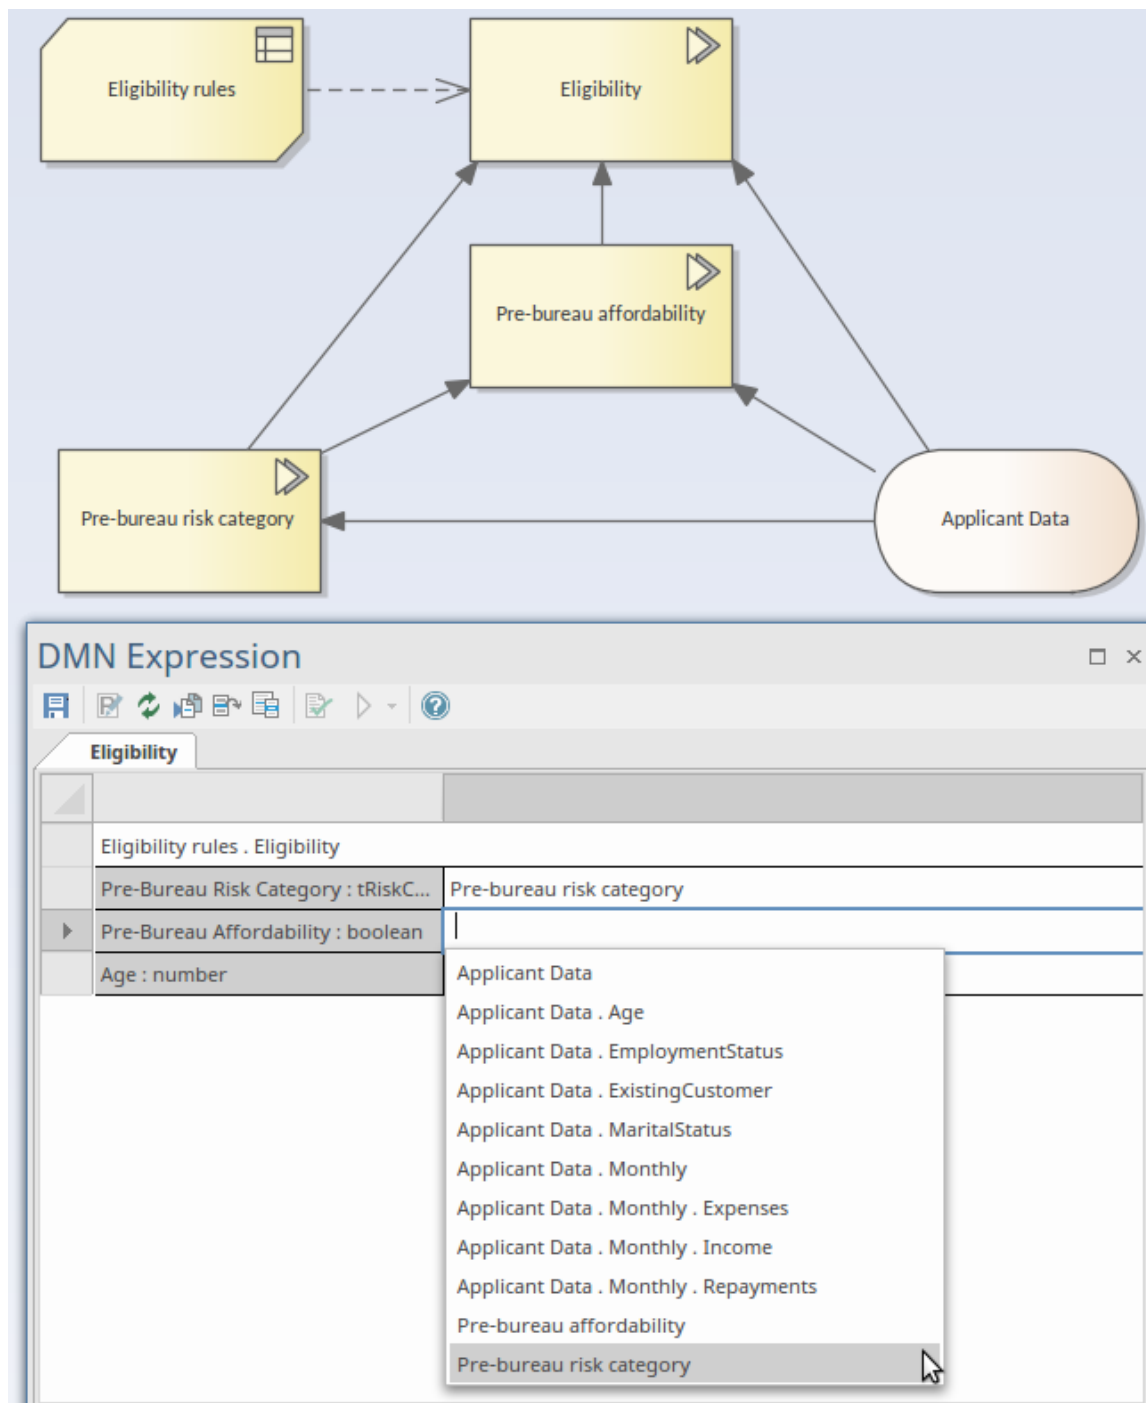 Eligibility rules
Eligibility
Pre-bureau affordability
Pre-bureau risk category
Applicant Data
DMN Expression
Eligibility
Eligibility rules . Eligibility
Pre-Bureau Risk Category : tRiskC... Pre-bureau risk category
Pre-Bureau Affordability : boolean
Age : number
Applicant Data
Applicant Data . Age
Applicant Data . EmploymentStatus
Applicant Data . ExistingCustomer
Applicant Data . MaritalStatus
Applicant Data . Monthly
Applicant Data . Monthly . Expenses
Applicant Data . Monthly . Income
Applicant Data . Monthly . Repayments
Pre-bureau affordability
Pre-bureau risk category